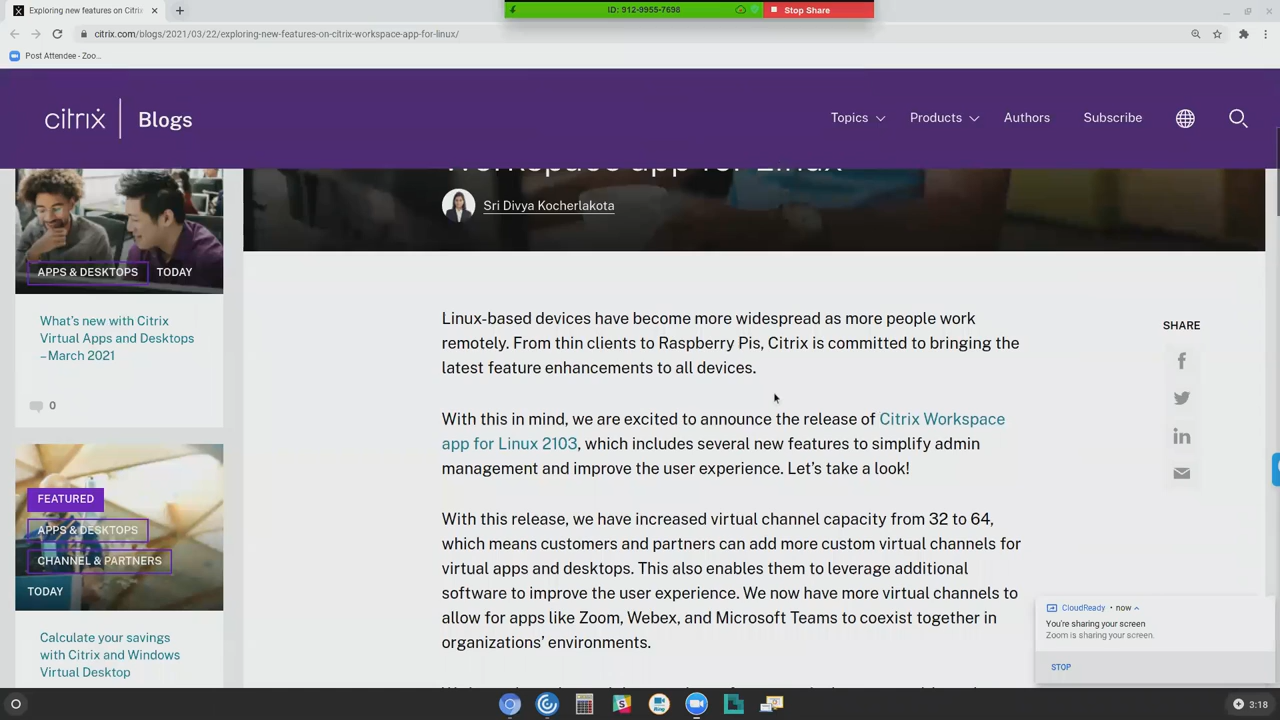 Exploring new features on Citrix
ID: 912-9955-7698
Stop Share
citrix.com/blogs/2021/03/22/exploring-new-features-on-citrix-workspace-app-for-linux/
Post Attendee - Zoo...
citrix
Blogs
Topics
Products
Authors
Subscribe
Workspace app for Linux
Sri Divya Kocherlakota
APPS & DESKTOPS
TODAY
What's new with Citrix
Virtual Apps and Desktops
– March 2021
0
FEATURED
APPS & DESKTOPS
CHANNEL & PARTNERS
TODAY
Calculate your savings
with Citrix and Windows
Virtual Desktop
Linux-based devices have become more widespread as more people work
remotely. From thin clients to Raspberry Pis, Citrix is committed to bringing the
latest feature enhancements to all devices.
With this in mind, we are excited to announce the release of Citrix Workspace
app for Linux 2103, which includes several new features to simplify admin
management and improve the user experience. Let's take a look!
With this release, we have increased virtual channel capacity from 32 to 64,
which means customers and partners can add more custom virtual channels for
virtual apps and desktops. This also enables them to leverage additional
software to improve the user experience. We now have more virtual channels to
allow for apps like Zoom, Webex, and Microsoft Teams to coexist together in
organizations' environments.
SHARE
CloudReady • now
You're sharing your screen
Zoom is sharing your screen.
STOP
3:18